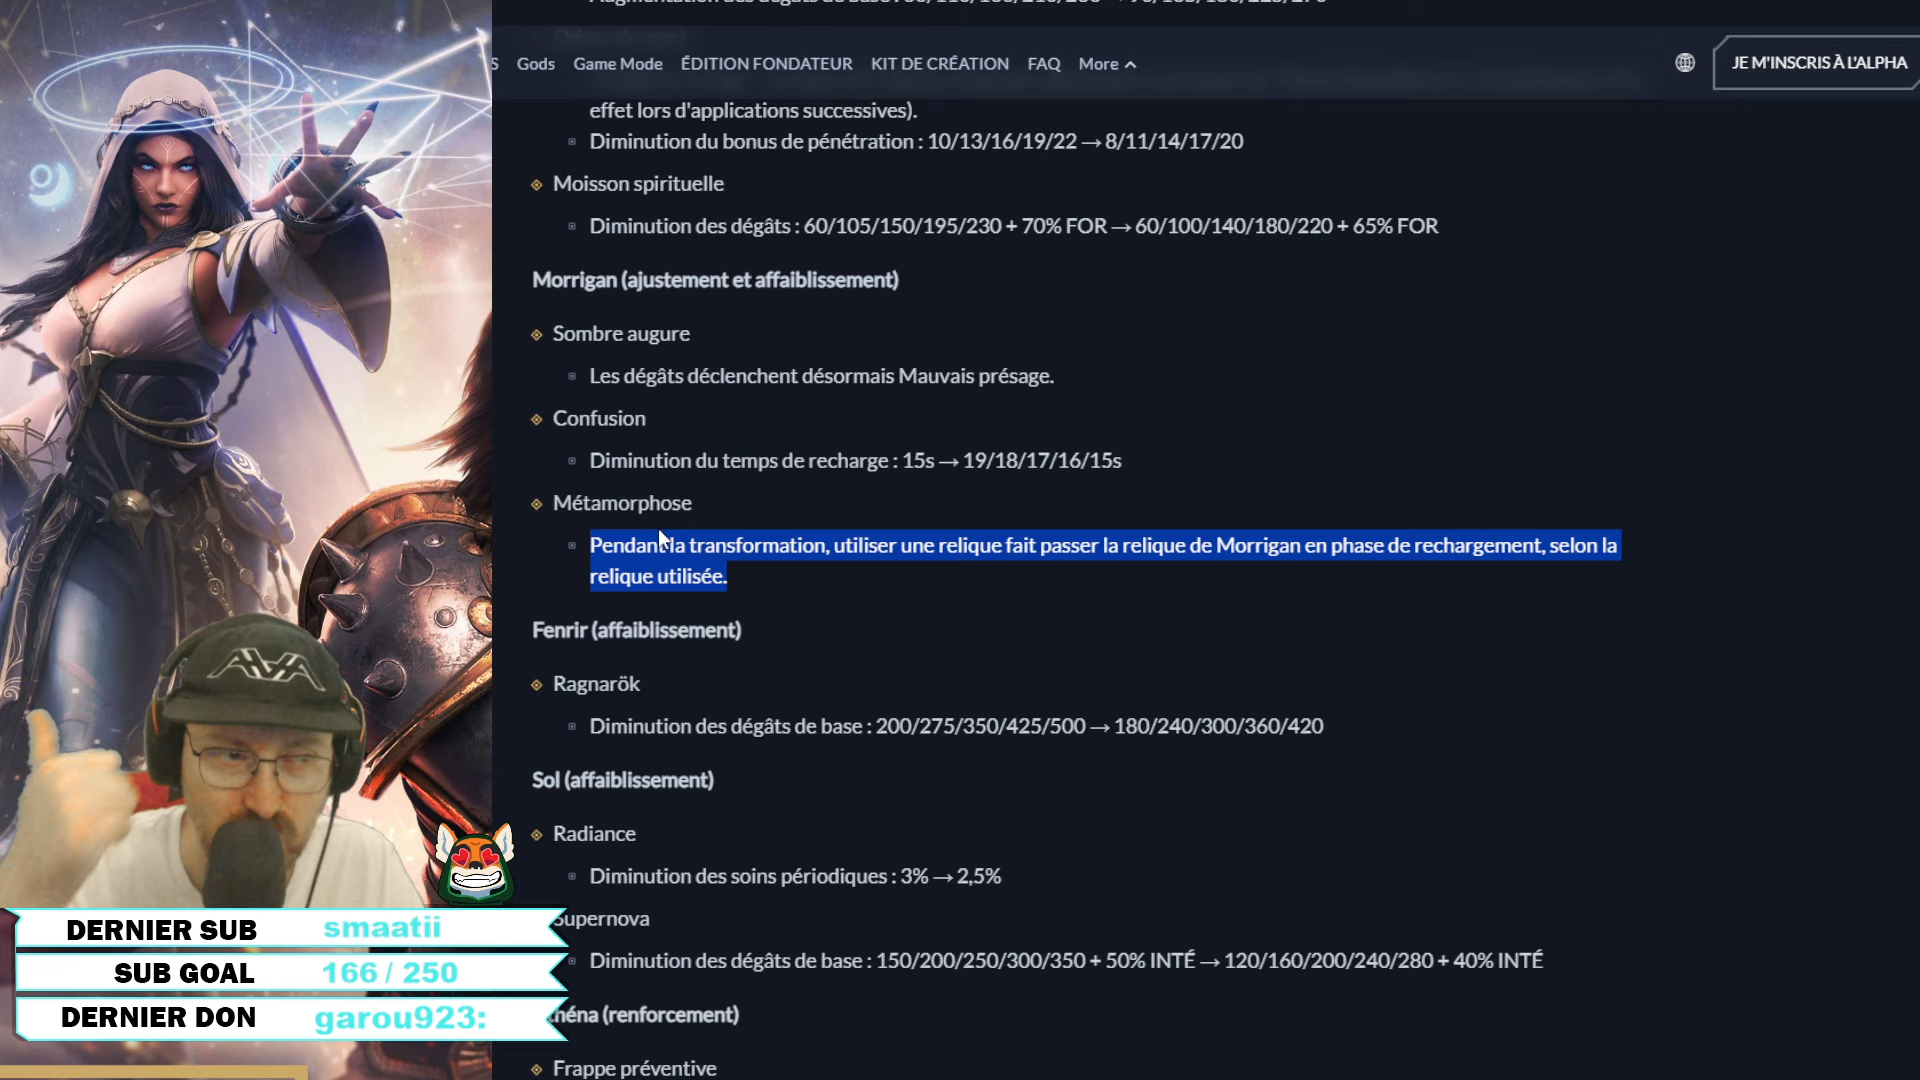 Gods Game Mode ÉDITION FONDATEUR KIT DE CRÉATION FAQ More
JE M'INSCRIS À L'ALPHA
effet lors d'applications successives).
Diminution du bonus de pénétration : 10/13/16/19/22 → 8/11/14/17/20
Moisson spirituelle
Diminution des dégâts : 60/105/150/195/230 + 70% FOR → 60/100/140/180/220 + 65% FOR
Morrigan (ajustement et affaiblissement)
Sombre augure
Les dégâts déclenchent désormais Mauvais présage.
Confusion
Diminution du temps de recharge : 15s → 19/18/17/16/15s
Métamorphose
Pendant la transformation, utiliser une relique fait passer la relique de Morrigan en phase de rechargement, selon la
relique utilisée.
Fenrir (affaiblissement)
Ragnarök
Diminution des dégâts de base : 200/275/350/425/500 → 180/240/300/360/420
Sol (affaiblissement)
Radiance
Diminution des soins périodiques : 3% → 2,5%
Supernova
Diminution des dégâts de base : 150/200/250/300/350 + 50% INTÉ → 120/160/200/240/280 + 40% INTÉ
(renforcement)
Frappe préventive
AVA
DERNIER SUB smaatii
SUB GOAL 166 / 250
DERNIER DON garou923: